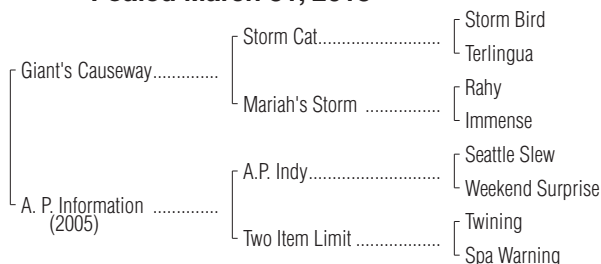 Foaled March
Storm Bird
Storm Cat
Terlingua
Giant's Causeway
Rahy
Mariah's Storm
Immense
Seattle Slew
A.P. Indy
Weekend Surprise
A. P. Information
(2005)
Twining
Two Item Limit
Spa Warning